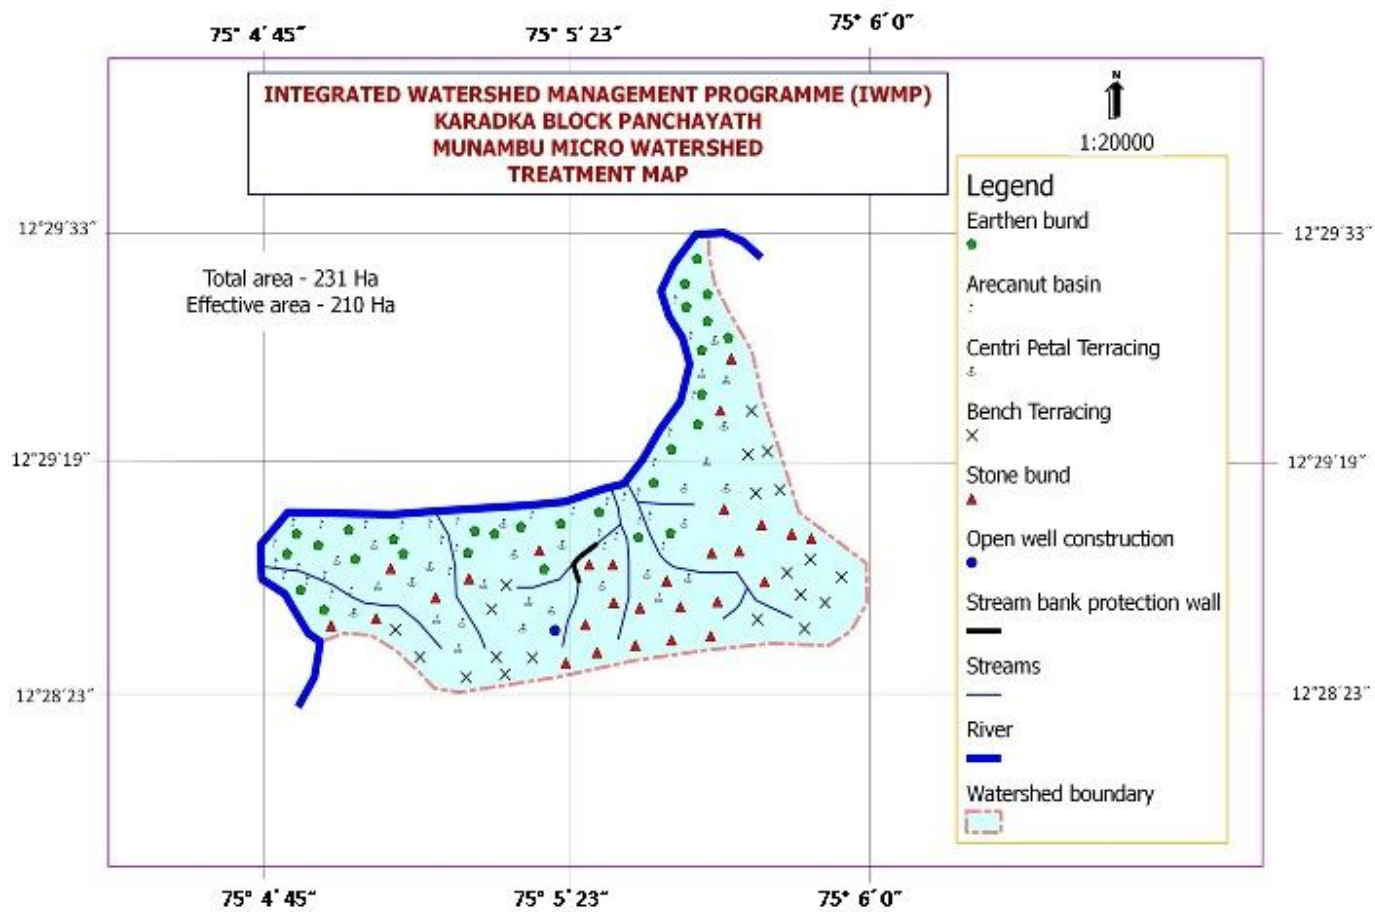 75° 4´ 45˝
75° 5´ 23˝
75° 6´ 0˝
INTEGRATED WATERSHED MANAGEMENT PROGRAMME (IWMP)
KARADKA BLOCK PANCHAYATH
MUNAMBU MICRO WATERSHED
TREATMENT MAP
N
1:20000
Legend
Earthen bund
Arecanut basin
Centri Petal Terracing
Bench Terracing
Stone bund
Open well construction
Stream bank protection wall
Streams
River
Watershed boundary
12°29´33˝
12°29´33˝
Total area - 231 Ha
Effective area - 210 Ha
12°29´19˝
12°29´19˝
12°28´23˝
12°28´23˝
75° 4´ 45˝
75° 5´ 23˝
75° 6´ 0˝